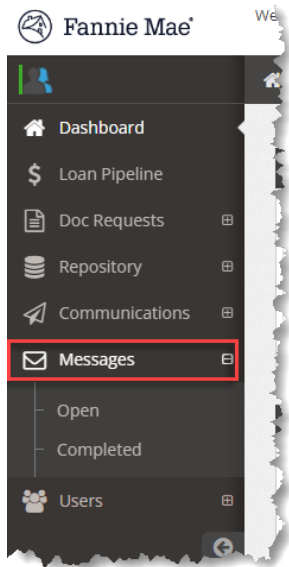 Fannie Mae®
We
Dashboard
Loan Pipeline
Doc Requests
Repository
Communications
Messages
Open
Completed
Users